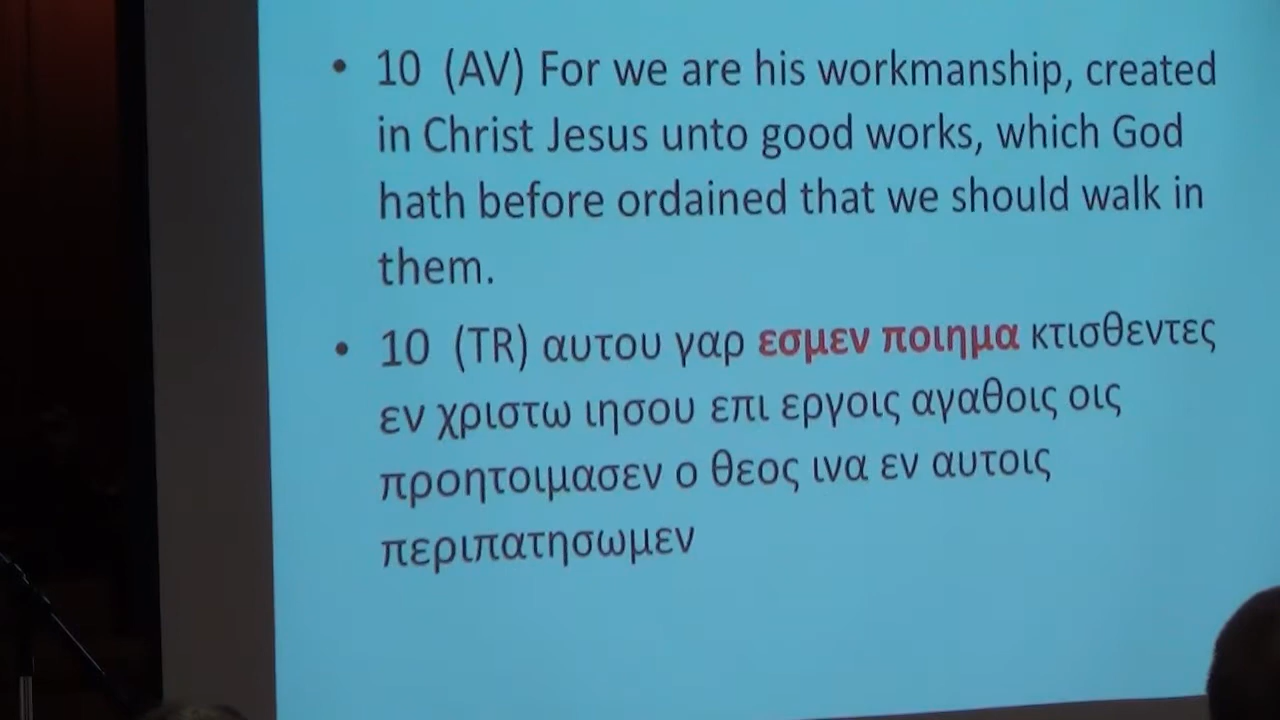 • 10 (AV) For we are his workmanship, created
in Christ Jesus unto good works, which God
hath before ordained that we should walk in
them.
• 10 (TR) αυτου γαρ εσμεν ποιημα κτισθεντες
εν χριστω ιησου επι εργοις αγαθοις οις
προητοιμασεν ο θεος ινα εν αυτοις
περιπατησωμεν